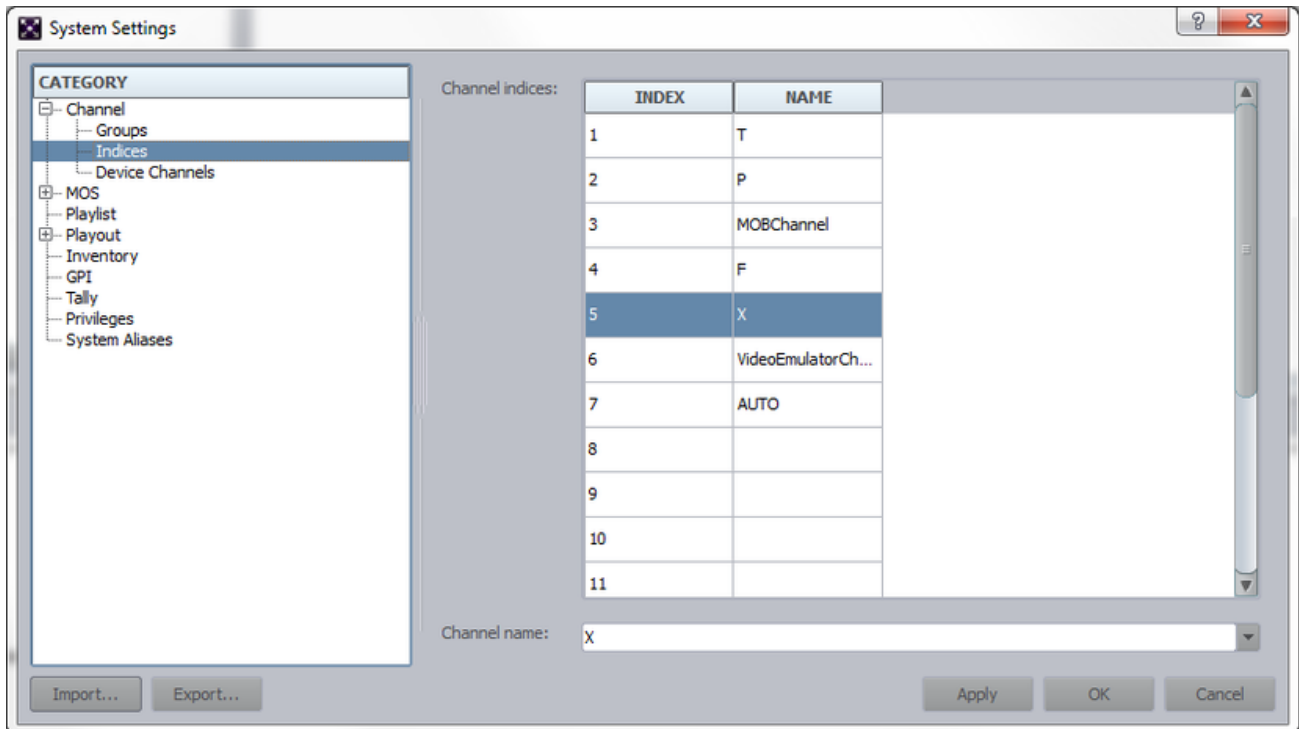 System Settings
CATEGORY
Channel
Groups
Indices
Device Channels
MOS
Playlist
Playout
Inventory
GPI
Tally
Privileges
System Aliases
Channel indices:
INDEX NAME
1 T
2 P
3 MOBChannel
4 F
5 X
6 VideoEmulatorCh...
7 AUTO
8
9
10
11
Channel name: X
Import... Export... Apply OK Cancel